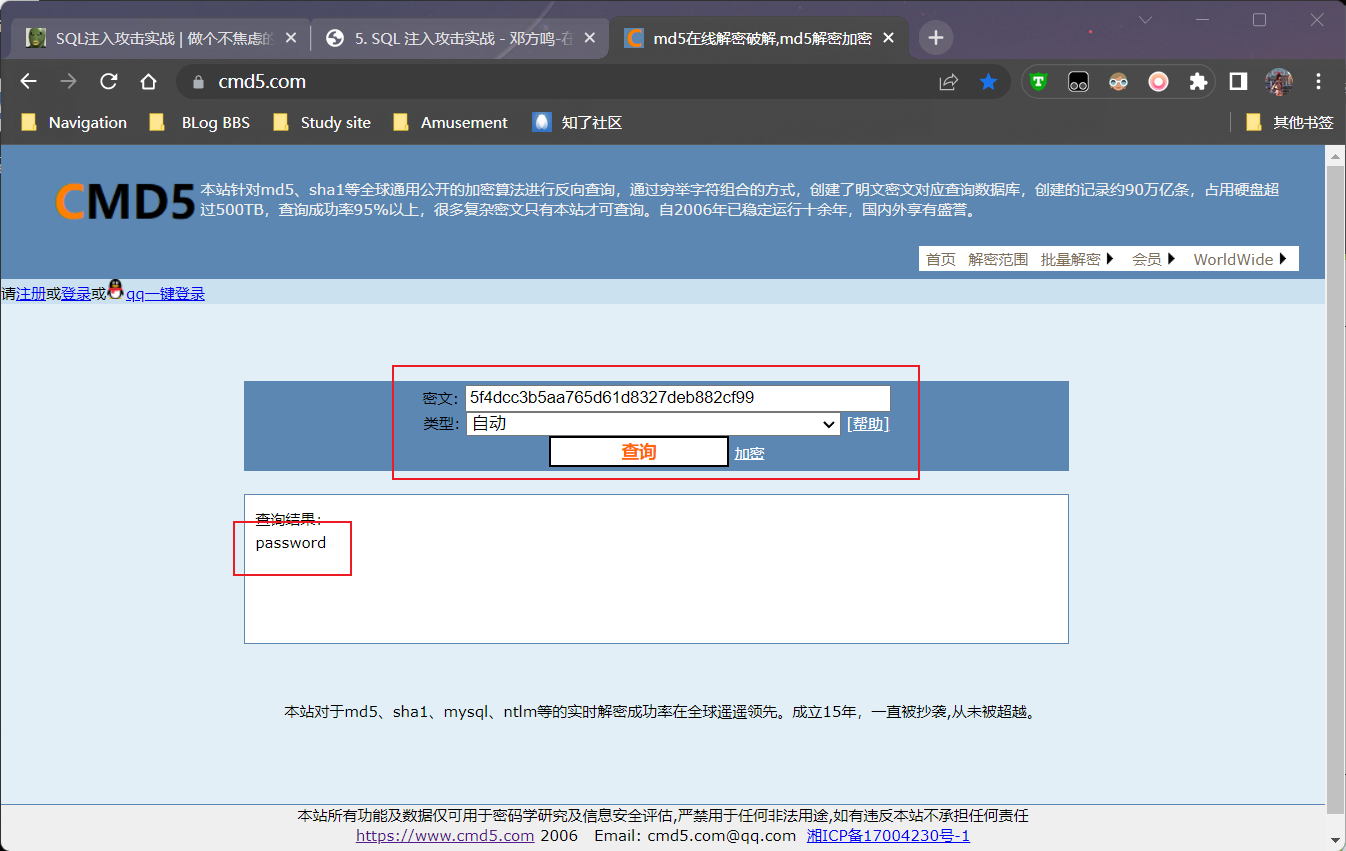 SQL注入攻击实战 | 做个不焦虑的
5. SQL 注入攻击实战 - 邓方鸣-在
md5在线解密破解,md5解密加密
cmd5.com
Navigation
BLog BBS
Study site
Amusement
知了社区
其他书签
CMD5
本站针对md5、sha1等全球通用公开的加密算法进行反向查询，通过穷举字符组合的方式，创建了明文密文对应查询数据库，创建的记录约90万亿条，占用硬盘超
过500TB，查询成功率95%以上，很多复杂密文只有本站才可查询。自2006年已稳定运行十余年，国内外享有盛誉。
首页 解密范围 批量解密 会员 WorldWide
请注册或登录或qq一键登录
密文: 5f4dcc3b5aa765d61d8327deb882cf99
类型: 自动 [帮助]
查询 加密
查询结果:
password
本站对于md5、sha1、mysql、ntlm等的实时解密成功率在全球遥遥领先。成立15年，一直被抄袭,从未被超越。
本站所有功能及数据仅可用于密码学研究及信息安全评估,严禁用于任何非法用途,如有违反本站不承担任何责任
https://www.cmd5.com 2006 Email: cmd5.com@qq.com 湘ICP备17004230号-1